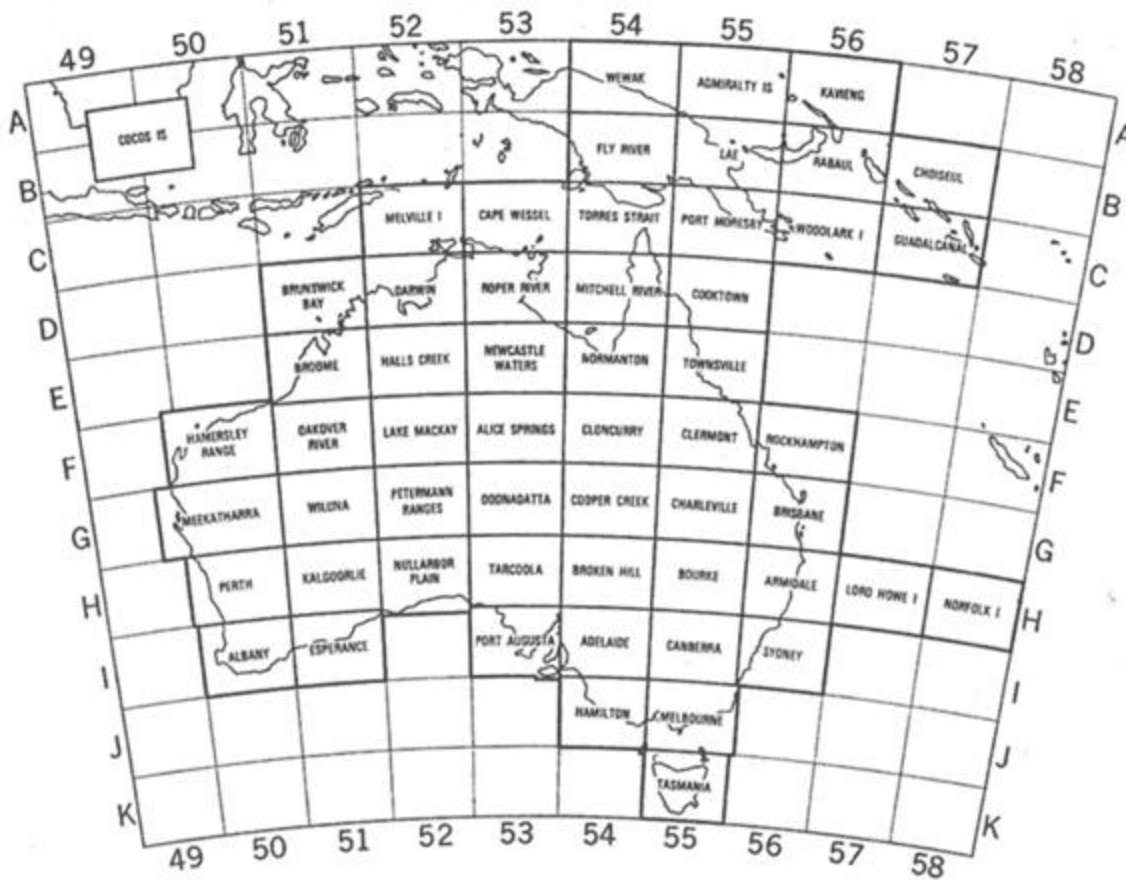 49 50 51 52 53 54 55 56 57 58
WEWAK ADMIRALTY IS KAVIENG
A A
COCOS IS
FLY RIVER LAE RABAUL CHOISEUL
B B
MELVILLE I CAPE WESSEL TORRES STRAIT PORT MORESBY WOODLARK I GUADALCANAL
C C
BRUNSWICK
BAY
DARWIN ROPER RIVER MITCHELL RIVER COOKTOWN
D D
BROOME HALLS CREEK
NEWCASTLE
WATERS
NORMANTON TOWNSVILLE
E E
HAMERSLEY
RANGE
OAKOVER
RIVER
LAKE MACKAY ALICE SPRINGS CLONCURRY CLERMONT ROCKHAMPTON
F F
MEEKATHARRA WILUNA
PETERMANN
RANGES
OODNADATTA COOPER CREEK CHARLEVILLE BRISBANE
G G
PERTH KALGOORLIE
NULLARBOR
PLAIN
TARCOOLA BROKEN HILL BOURKE ARMIDALE LORD HOWE I NORFOLK I
H H
ALBANY ESPERANCE PORT AUGUSTA ADELAIDE CANBERRA SYDNEY
I I
HAMILTON MELBOURNE
J J
TASMANIA
K K
49 50 51 52 53 54 55 56 57 58